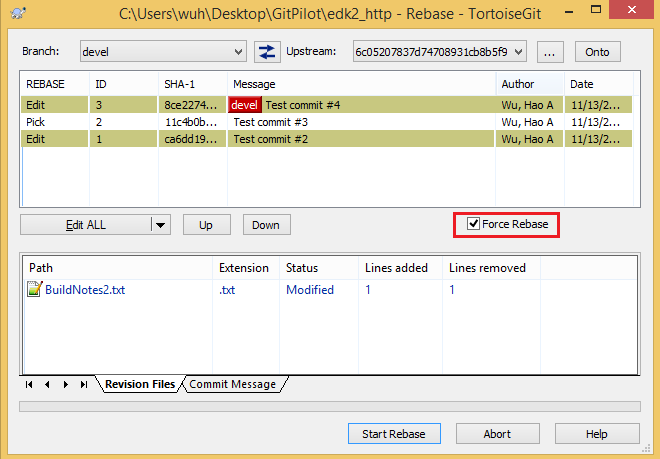 C:\Users\wuh\Desktop\GitPilot\edk2_http - Rebase - TortoiseGit
Branch: devel Upstream: 6c05207837d74708931cb8b5f9 ... Onto
REBASE ID SHA-1 Message Author Date
Edit 3 8ce2274... devel Test commit #4 Wu, Hao A 11/13/2...
Pick 2 11c4b0b... Test commit #3 Wu, Hao A 11/13/2...
Edit 1 ca6dd19... Test commit #2 Wu, Hao A 11/13/2...
Edit ALL Up Down Force Rebase
Path Extension Status Lines added Lines removed
BuildNotes2.txt .txt Modified 1 1
Revision Files Commit Message
Start Rebase Abort Help